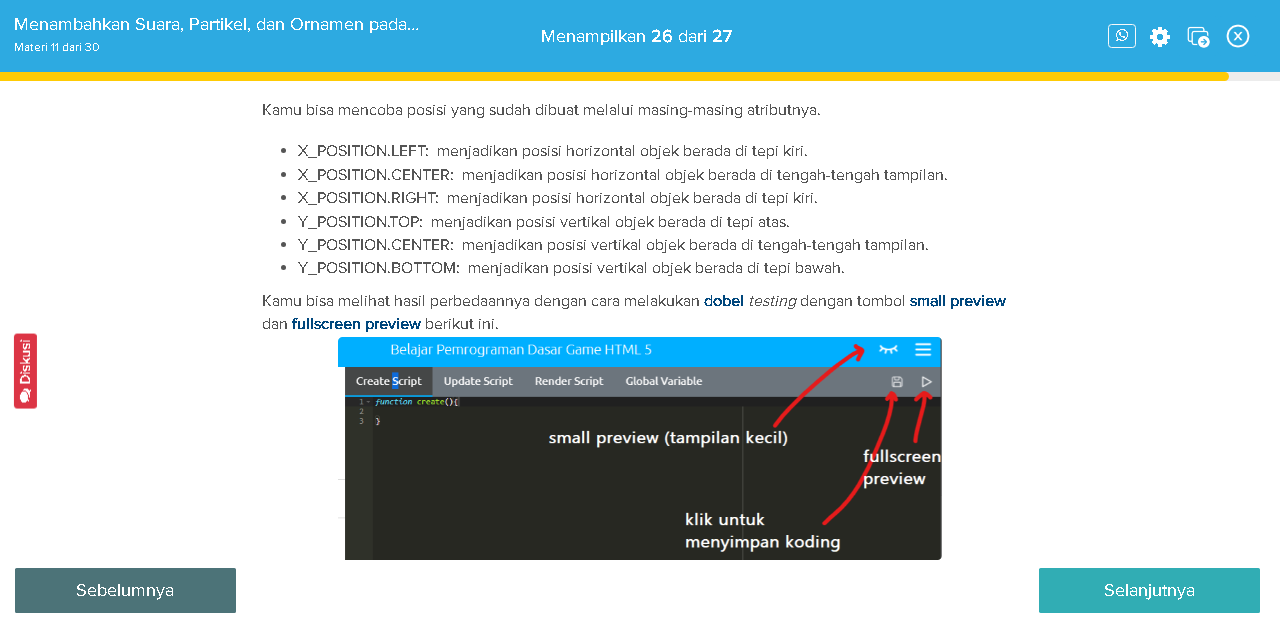 Menambahkan Suara, Partikel, dan Ornamen pada...
Materi 11 dari 30
Menampilkan 26 dari 27
Kamu bisa mencoba posisi yang sudah dibuat melalui masing-masing atributnya.
X_POSITION.LEFT: menjadikan posisi horizontal objek berada di tepi kiri.
X_POSITION.CENTER: menjadikan posisi horizontal objek berada di tengah-tengah tampilan.
X_POSITION.RIGHT: menjadikan posisi horizontal objek berada di tepi kiri.
Y_POSITION.TOP: menjadikan posisi vertikal objek berada di tepi atas.
Y_POSITION.CENTER: menjadikan posisi vertikal objek berada di tengah-tengah tampilan.
Y_POSITION.BOTTOM: menjadikan posisi vertikal objek berada di tepi bawah.
Kamu bisa melihat hasil perbedaannya dengan cara melakukan dobel testing dengan tombol small preview
dan fullscreen preview berikut ini.
Diskusi
Belajar Pemrograman Dasar Game HTML 5
Create Script Update Script Render Script Global Variable
1 function create(){
2
3 }
small preview (tampilan kecil)
fullscreen
preview
klik untuk
menyimpan koding
Sebelumnya
Selanjutnya